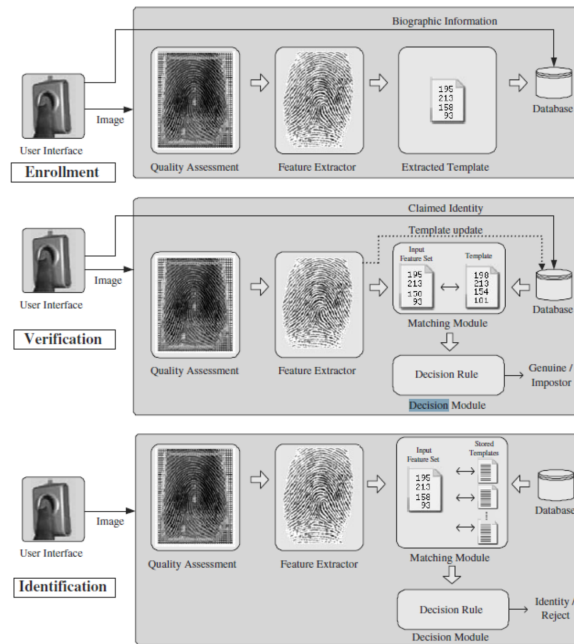 Biographic Information
Image
User Interface
Quality Assessment
Feature Extractor
195
213
158
93
Extracted Template
Database
Enrollment
Claimed Identity
Template update
Image
User Interface
Quality Assessment
Feature Extractor
Input
Feature Set
195
213
93
Template
198
213
154
101
Matching Module
Database
Decision Rule
Genuine /
Impostor
Decision Module
Verification
Image
User Interface
Quality Assessment
Feature Extractor
Input
Feature Set
195
213
158
93
Stored
Templates
Matching Module
Database
Decision Rule
Identity /
Reject
Decision Module
Identification